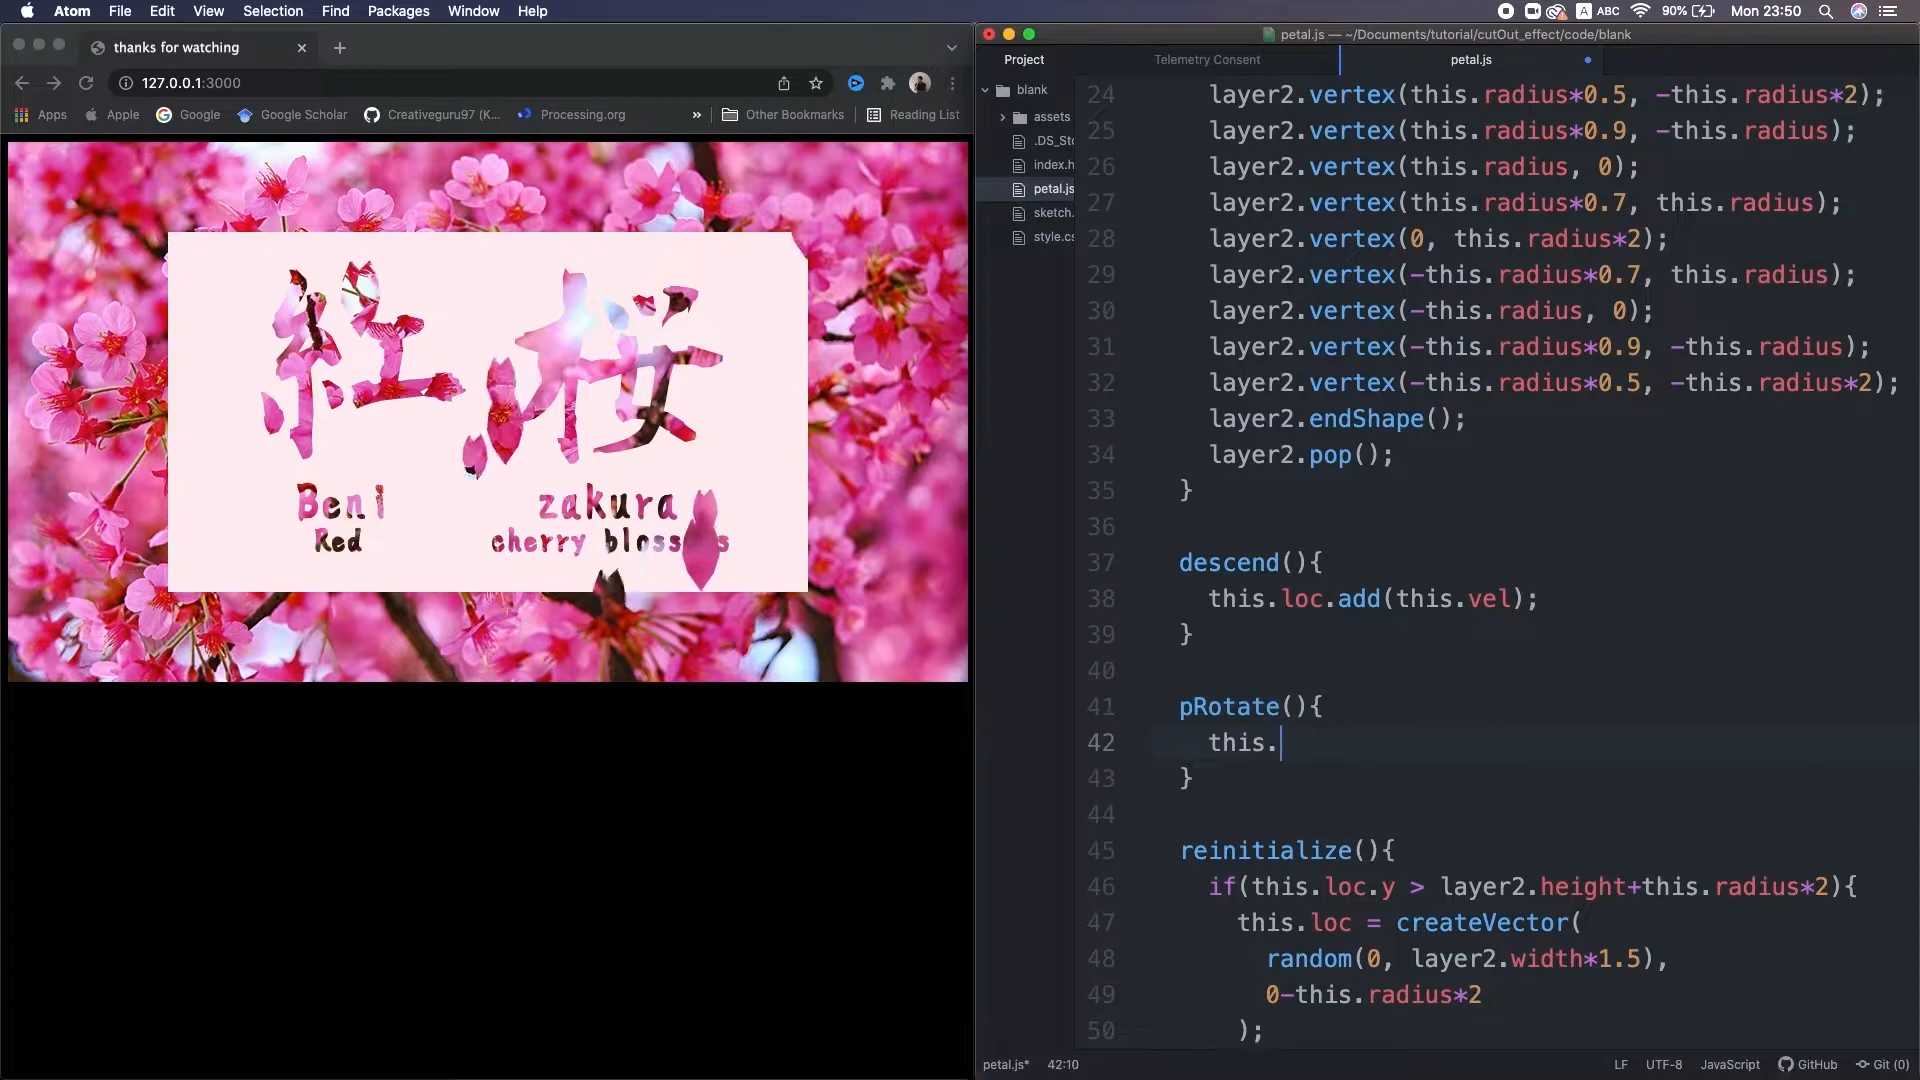 Atom File Edit View Selection Find Packages Window Help
A ABC 90% Mon 23:50
thanks for watching
127.0.0.1:3000
Apps Apple Google Google Scholar Creativeguru97 (K... Processing.org » Other Bookmarks Reading List
紅 桜
Beni zakura
Red cherry
petal.js — ~/Documents/tutorial/cutOut_effect/code/blank
Project Telemetry Consent petal.js
blank
assets
.DS_Sto
index.h
petal.js
sketch.
style.cs
24 layer2.vertex(this.radius*0.5, -this.radius*2);
25 layer2.vertex(this.radius*0.9, -this.radius);
26 layer2.vertex(this.radius, 0);
27 layer2.vertex(this.radius*0.7, this.radius);
28 layer2.vertex(0, this.radius*2);
29 layer2.vertex(-this.radius*0.7, this.radius);
30 layer2.vertex(-this.radius, 0);
31 layer2.vertex(-this.radius*0.9, -this.radius);
32 layer2.vertex(-this.radius*0.5, -this.radius*2);
33 layer2.endShape();
34 layer2.pop();
35 }
36
37 descend(){
38 this.loc.add(this.vel);
39 }
40
41 pRotate(){
42 this.
43 }
44
45 reinitialize(){
46 if(this.loc.y > layer2.height+this.radius*2){
47 this.loc = createVector(
48 random(0, layer2.width*1.5),
49 0-this.radius*2
50 );
petal.js* 42:10 LF UTF-8 JavaScript GitHub Git (0)